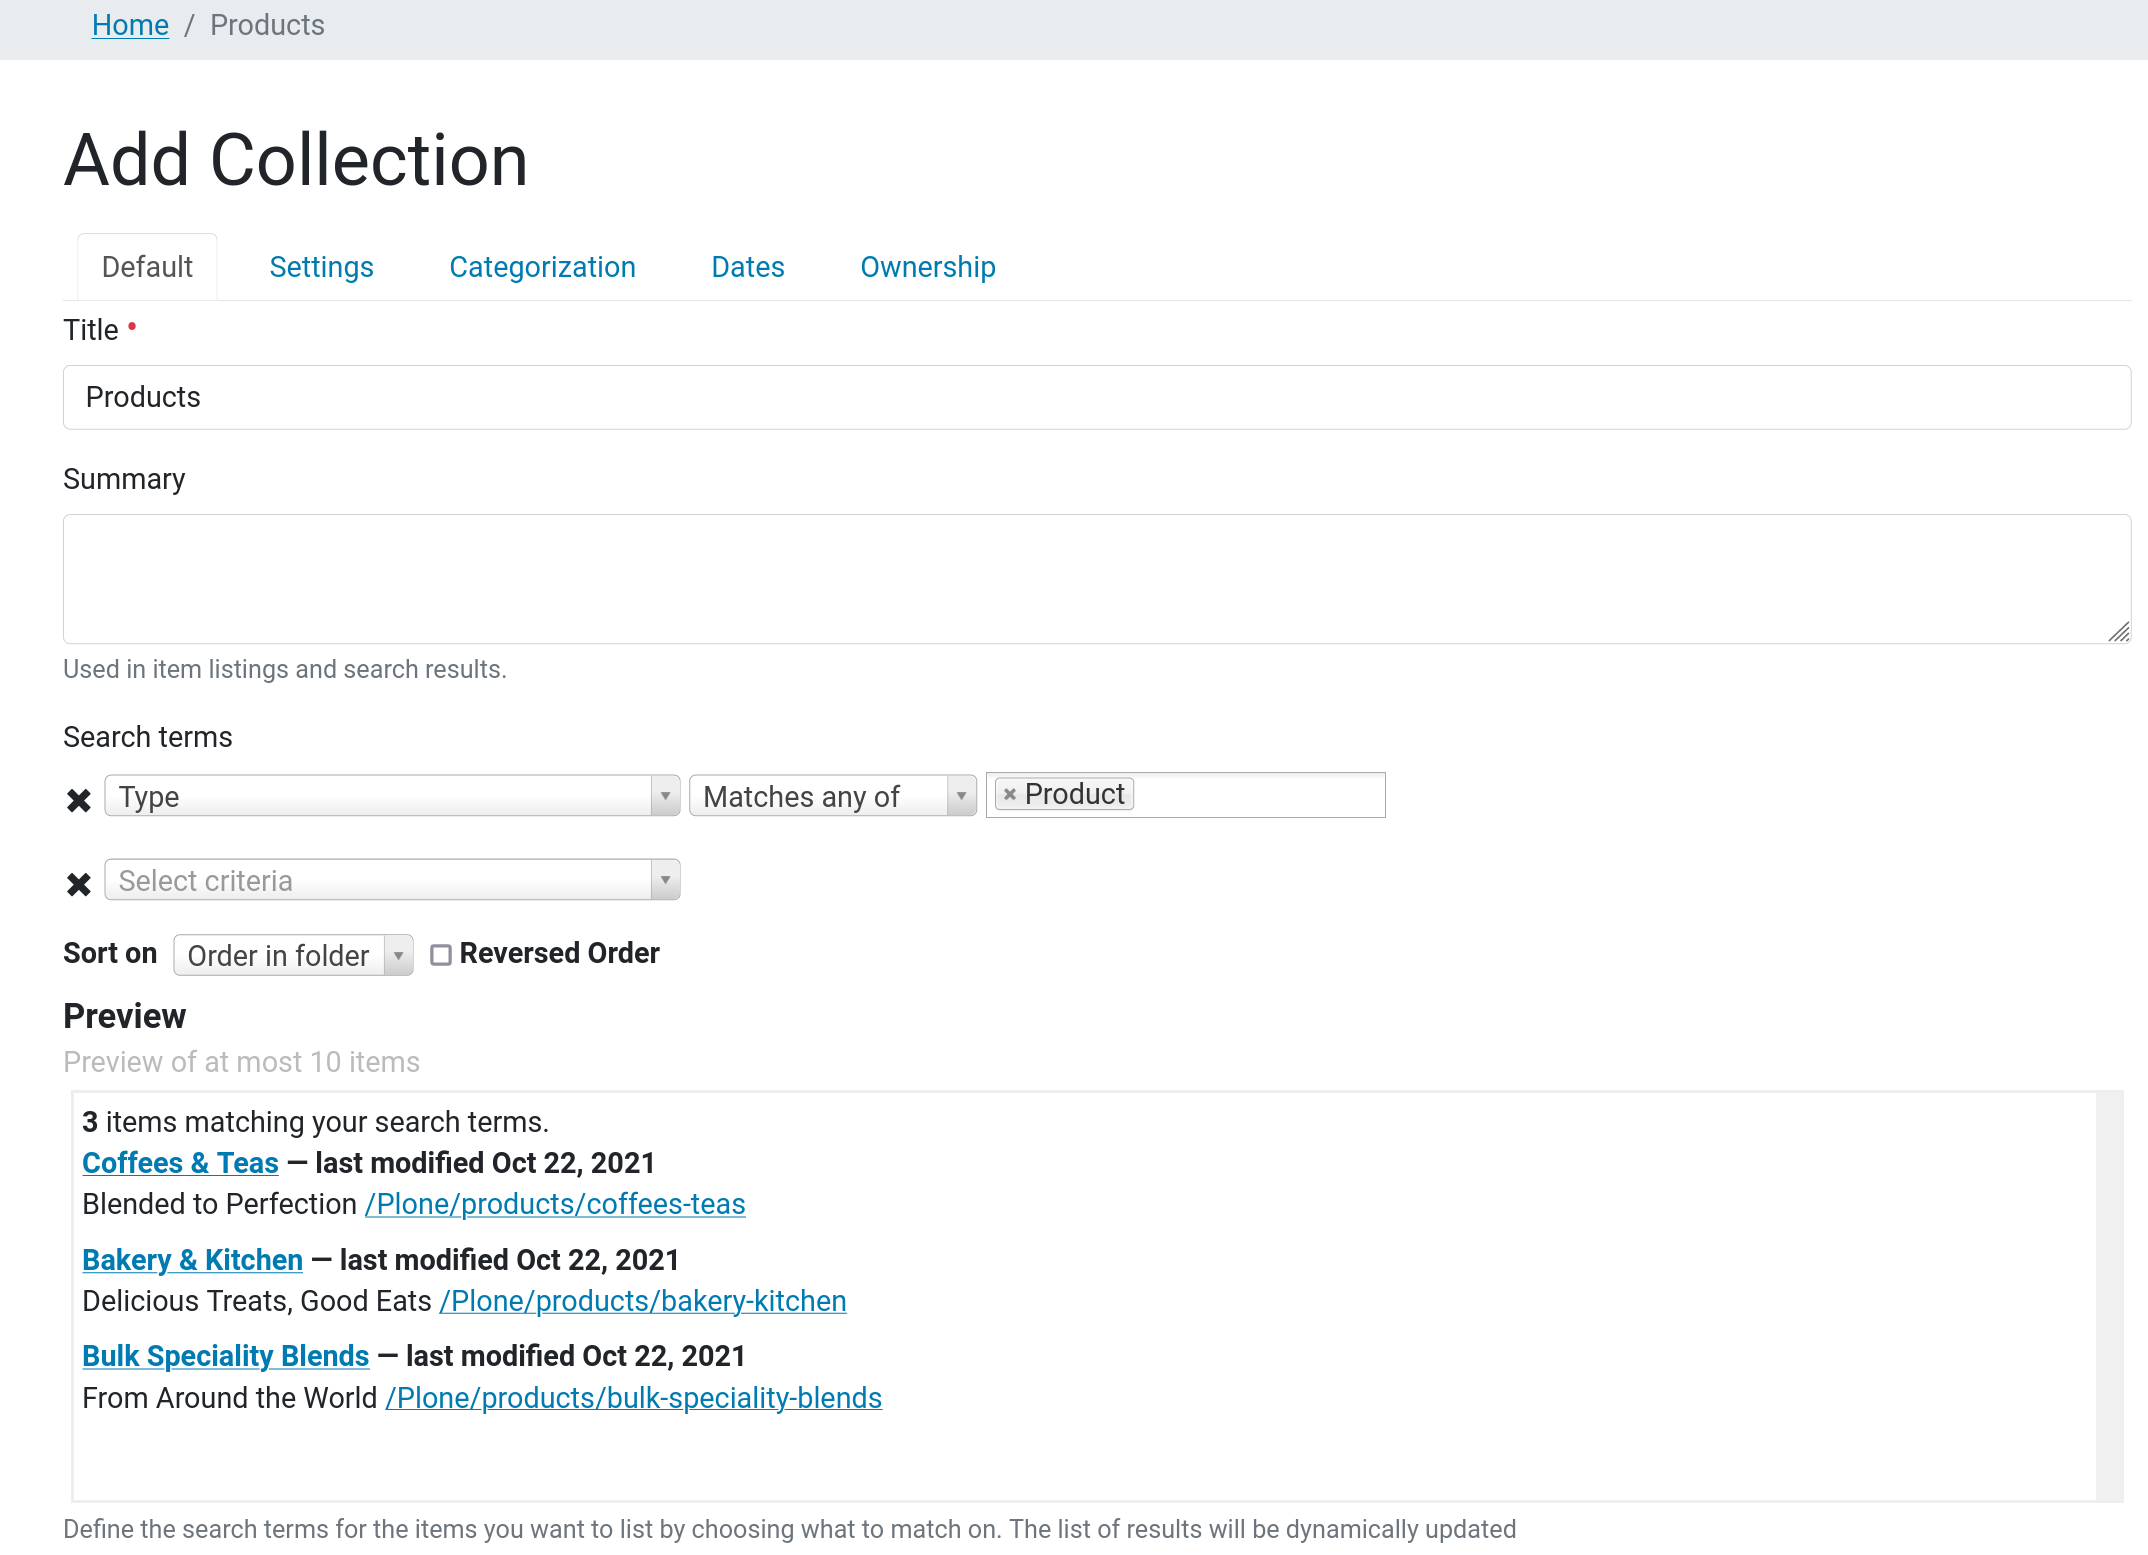 Home / Products
Add Collection
Default Settings Categorization Dates Ownership
Title •
Products
Summary
Used in item listings and search results.
Search terms
Type Matches any of Product
Select criteria
Sort on Order in folder Reversed Order
Preview
Preview of at most 10 items
3 items matching your search terms.
Coffees & Teas — last modified Oct 22, 2021
Blended to Perfection /Plone/products/coffees-teas
Bakery & Kitchen — last modified Oct 22, 2021
Delicious Treats, Good Eats /Plone/products/bakery-kitchen
Bulk Speciality Blends — last modified Oct 22, 2021
From Around the World /Plone/products/bulk-speciality-blends
Define the search terms for the items you want to list by choosing what to match on. The list of results will be dynamically updated